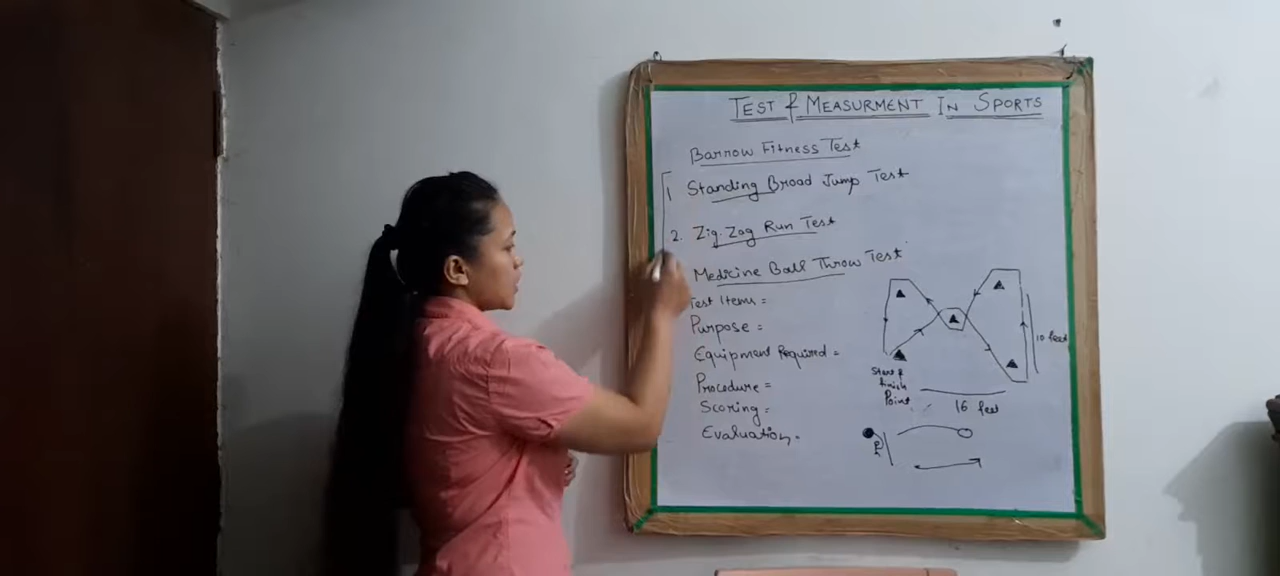 TEST & MEASURMENT IN SPORTS
Barrow Fitness Test
1 Standing Broad Jump Test
2. Zig-Zag Run Test
Medicine Ball Throw Test
Test Items =
Purpose =
Equipment Required =
Procedure =
Scoring =
Evaluation =
10 feet
Start & finish Point
16 feet